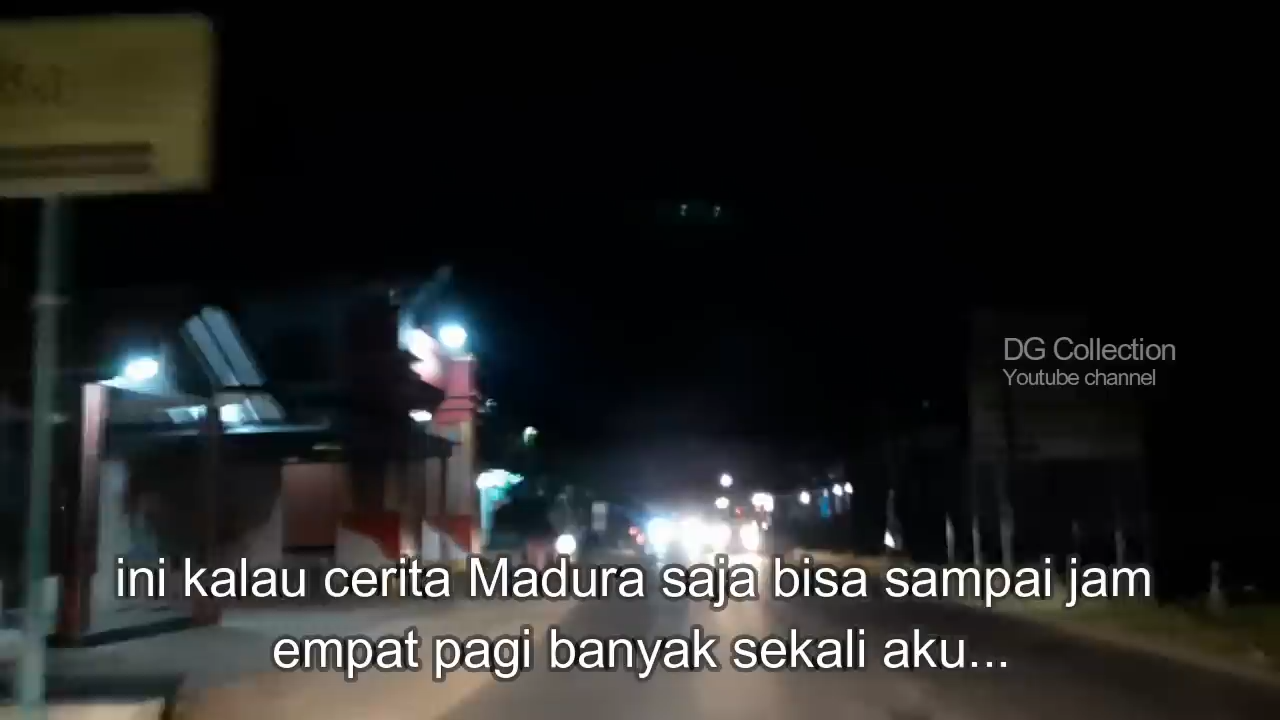 DG Collection
Youtube channel
ini kalau cerita Madura saja bisa sampai jam
empat pagi banyak sekali aku...